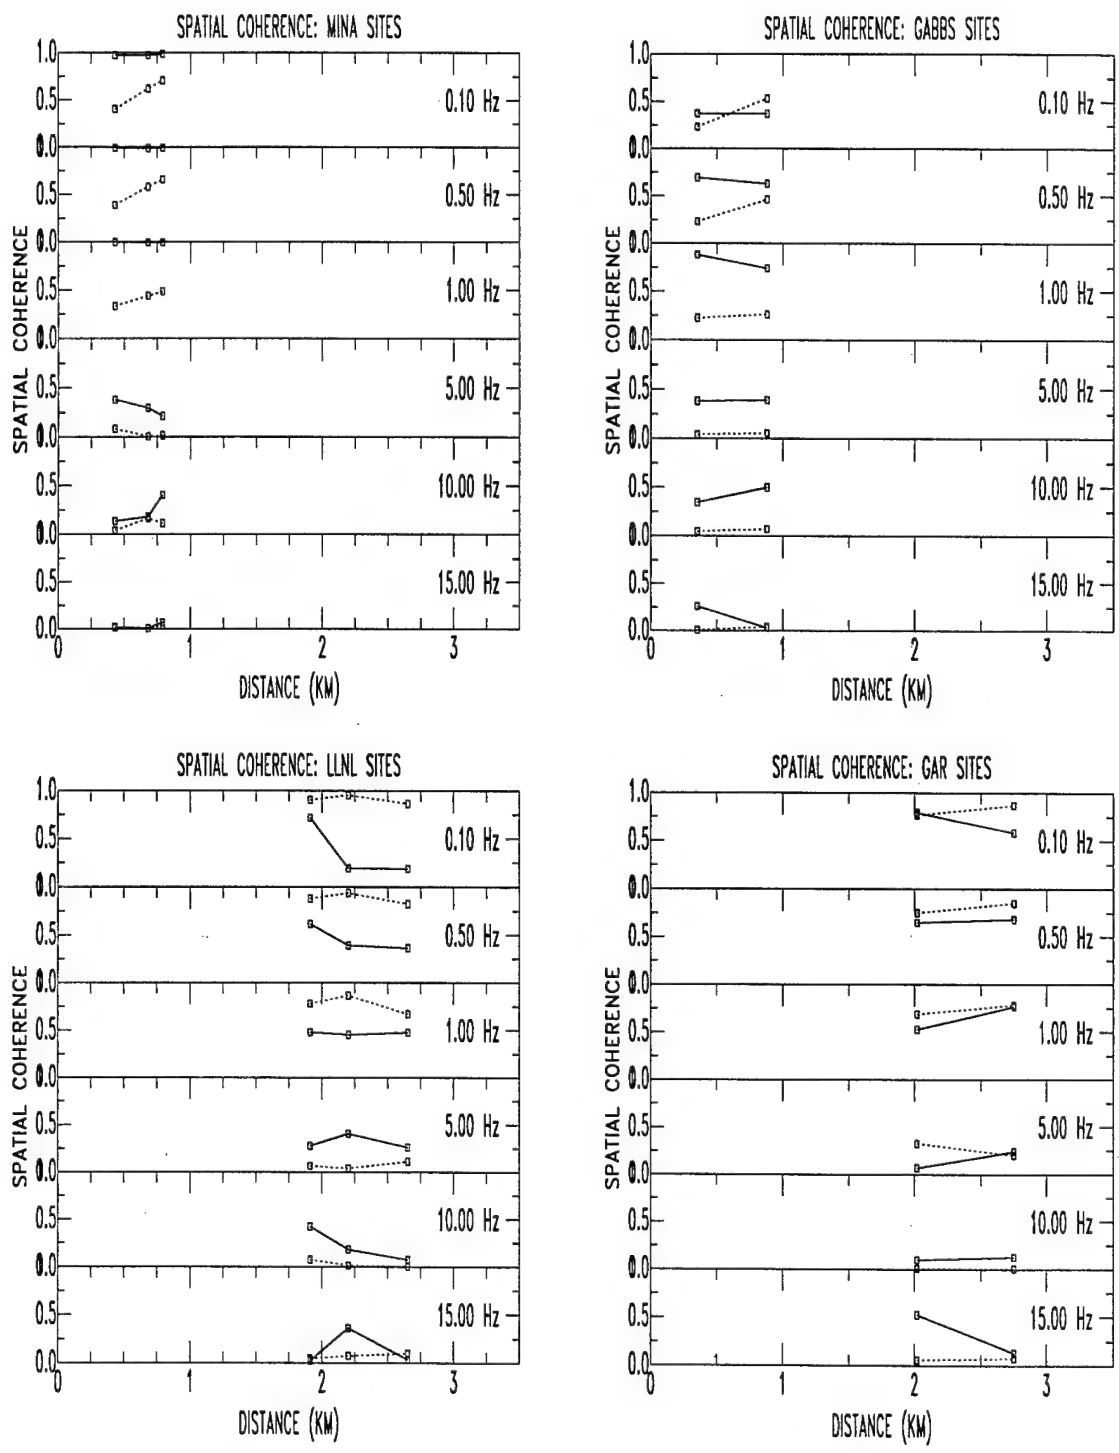 SPATIAL COHERENCE: MINA SITES
1.0
0.5
0.10 Hz
0.0
0.5
0.50 Hz
0.0
0.5
1.00 Hz
0.0
0.5
5.00 Hz
0.0
0.5
10.00 Hz
0.0
0.5
15.00 Hz
0.0
0 1 2 3
SPATIAL COHERENCE
DISTANCE (KM)
SPATIAL COHERENCE: GABBS SITES
1.0
0.5
0.10 Hz
0.0
0.5
0.50 Hz
0.0
0.5
1.00 Hz
0.0
0.5
5.00 Hz
0.0
0.5
10.00 Hz
0.0
0.5
15.00 Hz
0.0
0 1 2 3
SPATIAL COHERENCE
DISTANCE (KM)
SPATIAL COHERENCE: LLNL SITES
1.0
0.5
0.10 Hz
0.0
0.5
0.50 Hz
0.0
0.5
1.00 Hz
0.0
0.5
5.00 Hz
0.0
0.5
10.00 Hz
0.0
0.5
15.00 Hz
0.0
0 1 2 3
SPATIAL COHERENCE
DISTANCE (KM)
SPATIAL COHERENCE: GAR SITES
1.0
0.5
0.10 Hz
0.0
0.5
0.50 Hz
0.0
0.5
1.00 Hz
0.0
0.5
5.00 Hz
0.0
0.5
10.00 Hz
0.0
0.5
15.00 Hz
0.0
0 1 2 3
SPATIAL COHERENCE
DISTANCE (KM)